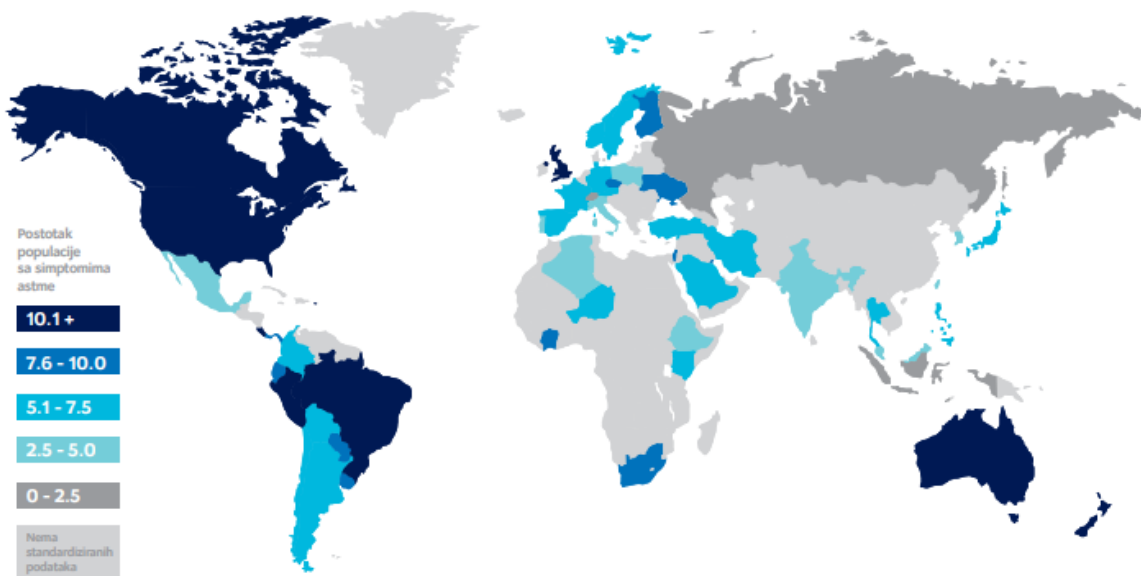 Postotak
populacije
sa simptomima
astme
10.1 +
7.6 - 10.0
5.1 - 7.5
2.5 - 5.0
0 - 2.5
Nema
standardiziranih
podataka